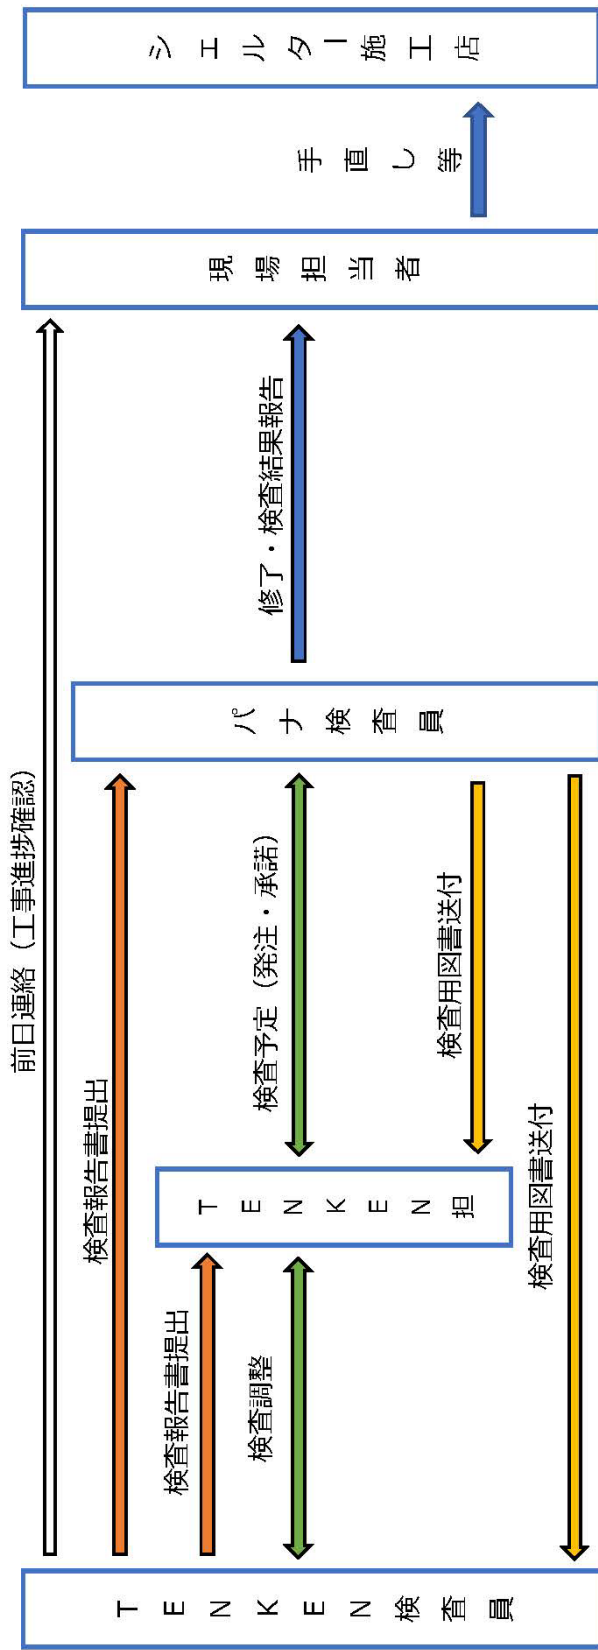 前日連絡（工事進捗確認）
検査報告書提出
検査報告書提出
検査調整
検査予定（発注・承諾）
修了・検査結果報告
手直し等
検査用図書送付
検査用図書送付
TENKEN検査員
TENKEN担
パナ検査員
現場担当者
シェルター施工店